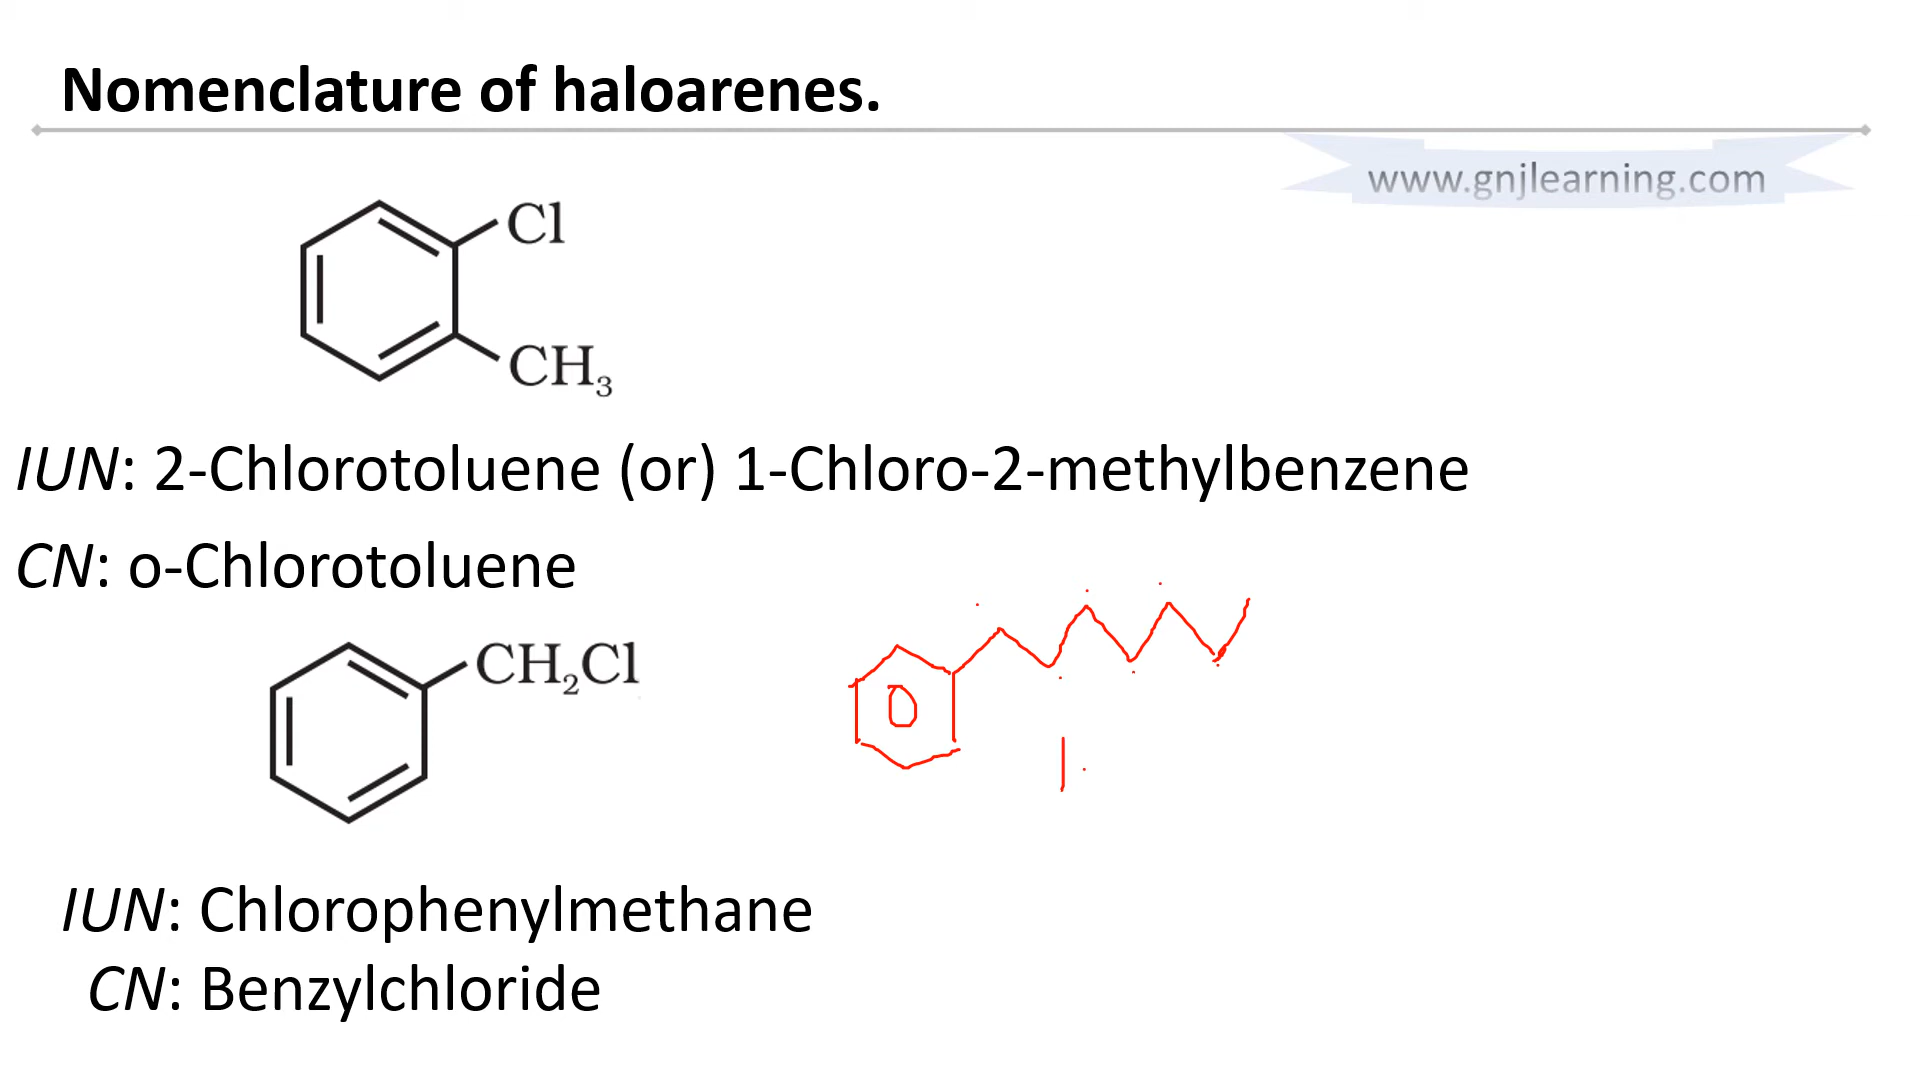 Nomenclature of haloarenes.
www.gnjlearning.com
Cl
CH₃
IUN: 2-Chlorotoluene (or) 1-Chloro-2-methylbenzene
CN: o-Chlorotoluene
CH₂Cl
IUN: Chlorophenylmethane
CN: Benzylchloride